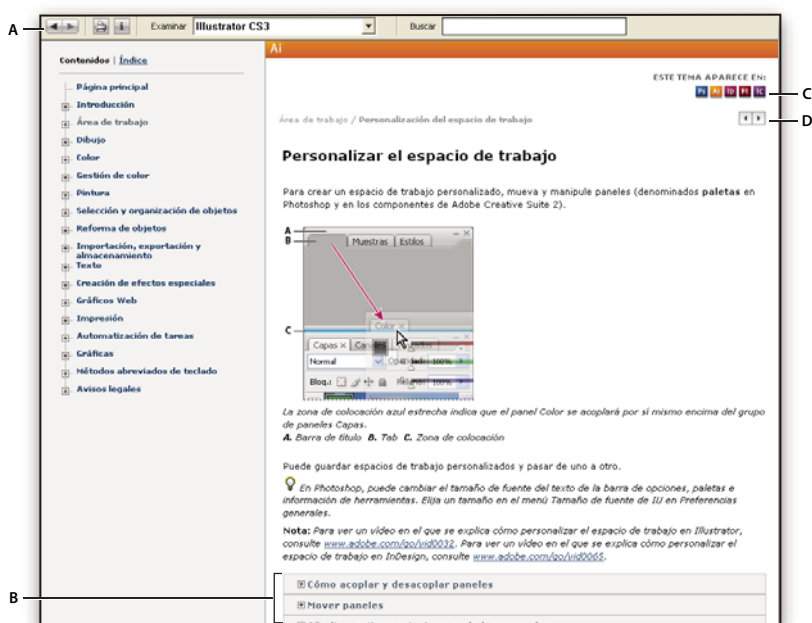 A
Examinar Illustrator CS3 Buscar
Ai
Contenidos | Índice
Página principal
Introducción
Área de trabajo
Dibujo
Color
Gestión de color
Pintura
Selección y organización de objetos
Reforma de objetos
Importación, exportación y
almacenamiento
Texto
Creación de efectos especiales
Gráficos Web
Impresión
Automatización de tareas
Gráficas
Métodos abreviados de teclado
Avisos legales
ESTE TEMA APARECE EN:
Ps Ai ID Fl
C
D
Área de trabajo / Personalización del espacio de trabajo
Personalizar el espacio de trabajo
Para crear un espacio de trabajo personalizado, mueva y manipule paneles (denominados paletas en
Photoshop y en los componentes de Adobe Creative Suite 2).
A
B
Muestras Estilos
C
Color
Capas
Normal 100%
Bloq.: 100%
La zona de colocación azul estrecha indica que el panel Color se acoplará por sí mismo encima del grupo
de paneles Capas.
A. Barra de título B. Tab C. Zona de colocación
Puede guardar espacios de trabajo personalizados y pasar de uno a otro.
En Photoshop, puede cambiar el tamaño de fuente del texto de la barra de opciones, paletas e
información de herramientas. Elija un tamaño en el menú Tamaño de fuente de IU en Preferencias
generales.
Nota: Para ver un vídeo en el que se explica cómo personalizar el espacio de trabajo en Illustrator,
consulte www.adobe.com/go/vid0032. Para ver un vídeo en el que se explica cómo personalizar el
espacio de trabajo en InDesign, consulte www.adobe.com/go/vid0065.
B
Cómo acoplar y desacoplar paneles
Mover paneles